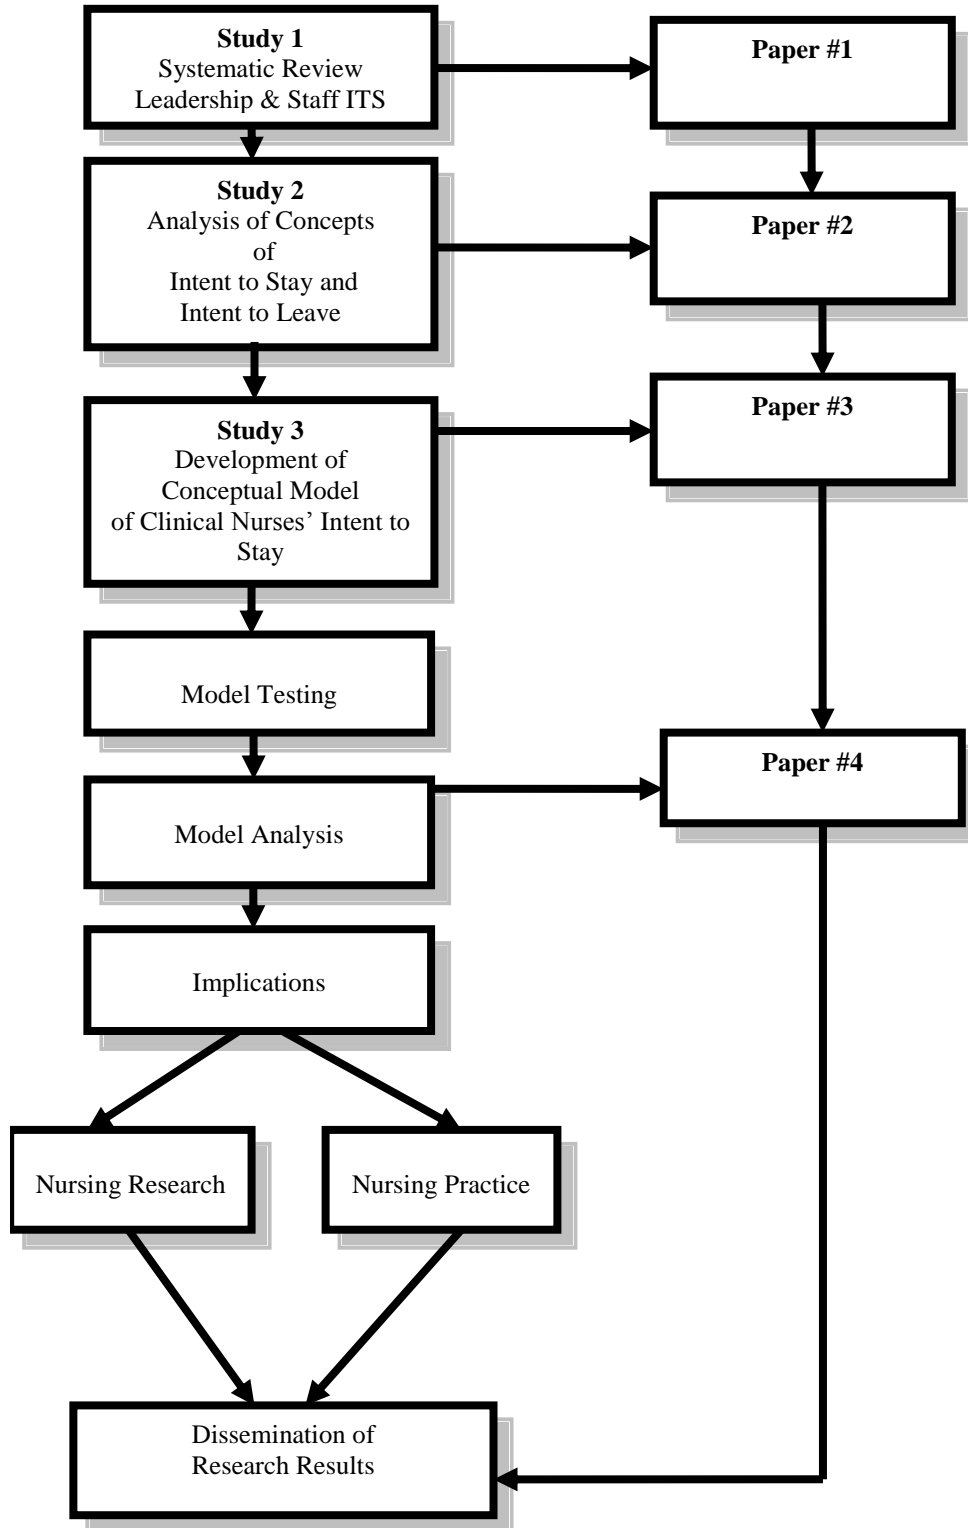 Study 1
Systematic Review
Leadership & Staff ITS
Paper #1
Study 2
Analysis of Concepts
of
Intent to Stay and
Intent to Leave
Paper #2
Study 3
Development of
Conceptual Model
of Clinical Nurses’ Intent to
Stay
Paper #3
Model Testing
Model Analysis
Paper #4
Implications
Nursing Research
Nursing Practice
Dissemination of
Research Results